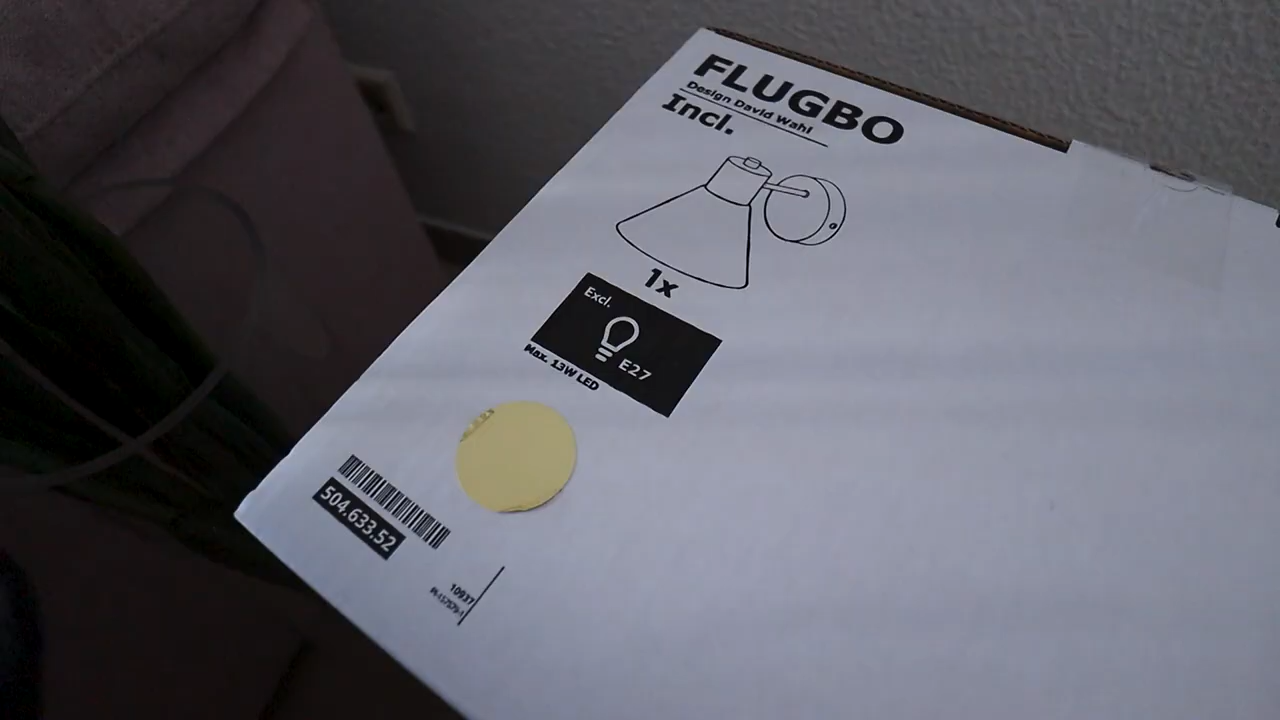 FLUGBO
Design David Wahl
Incl.
1x
Excl.
E27
Max. 13W LED
504.633.52
10937